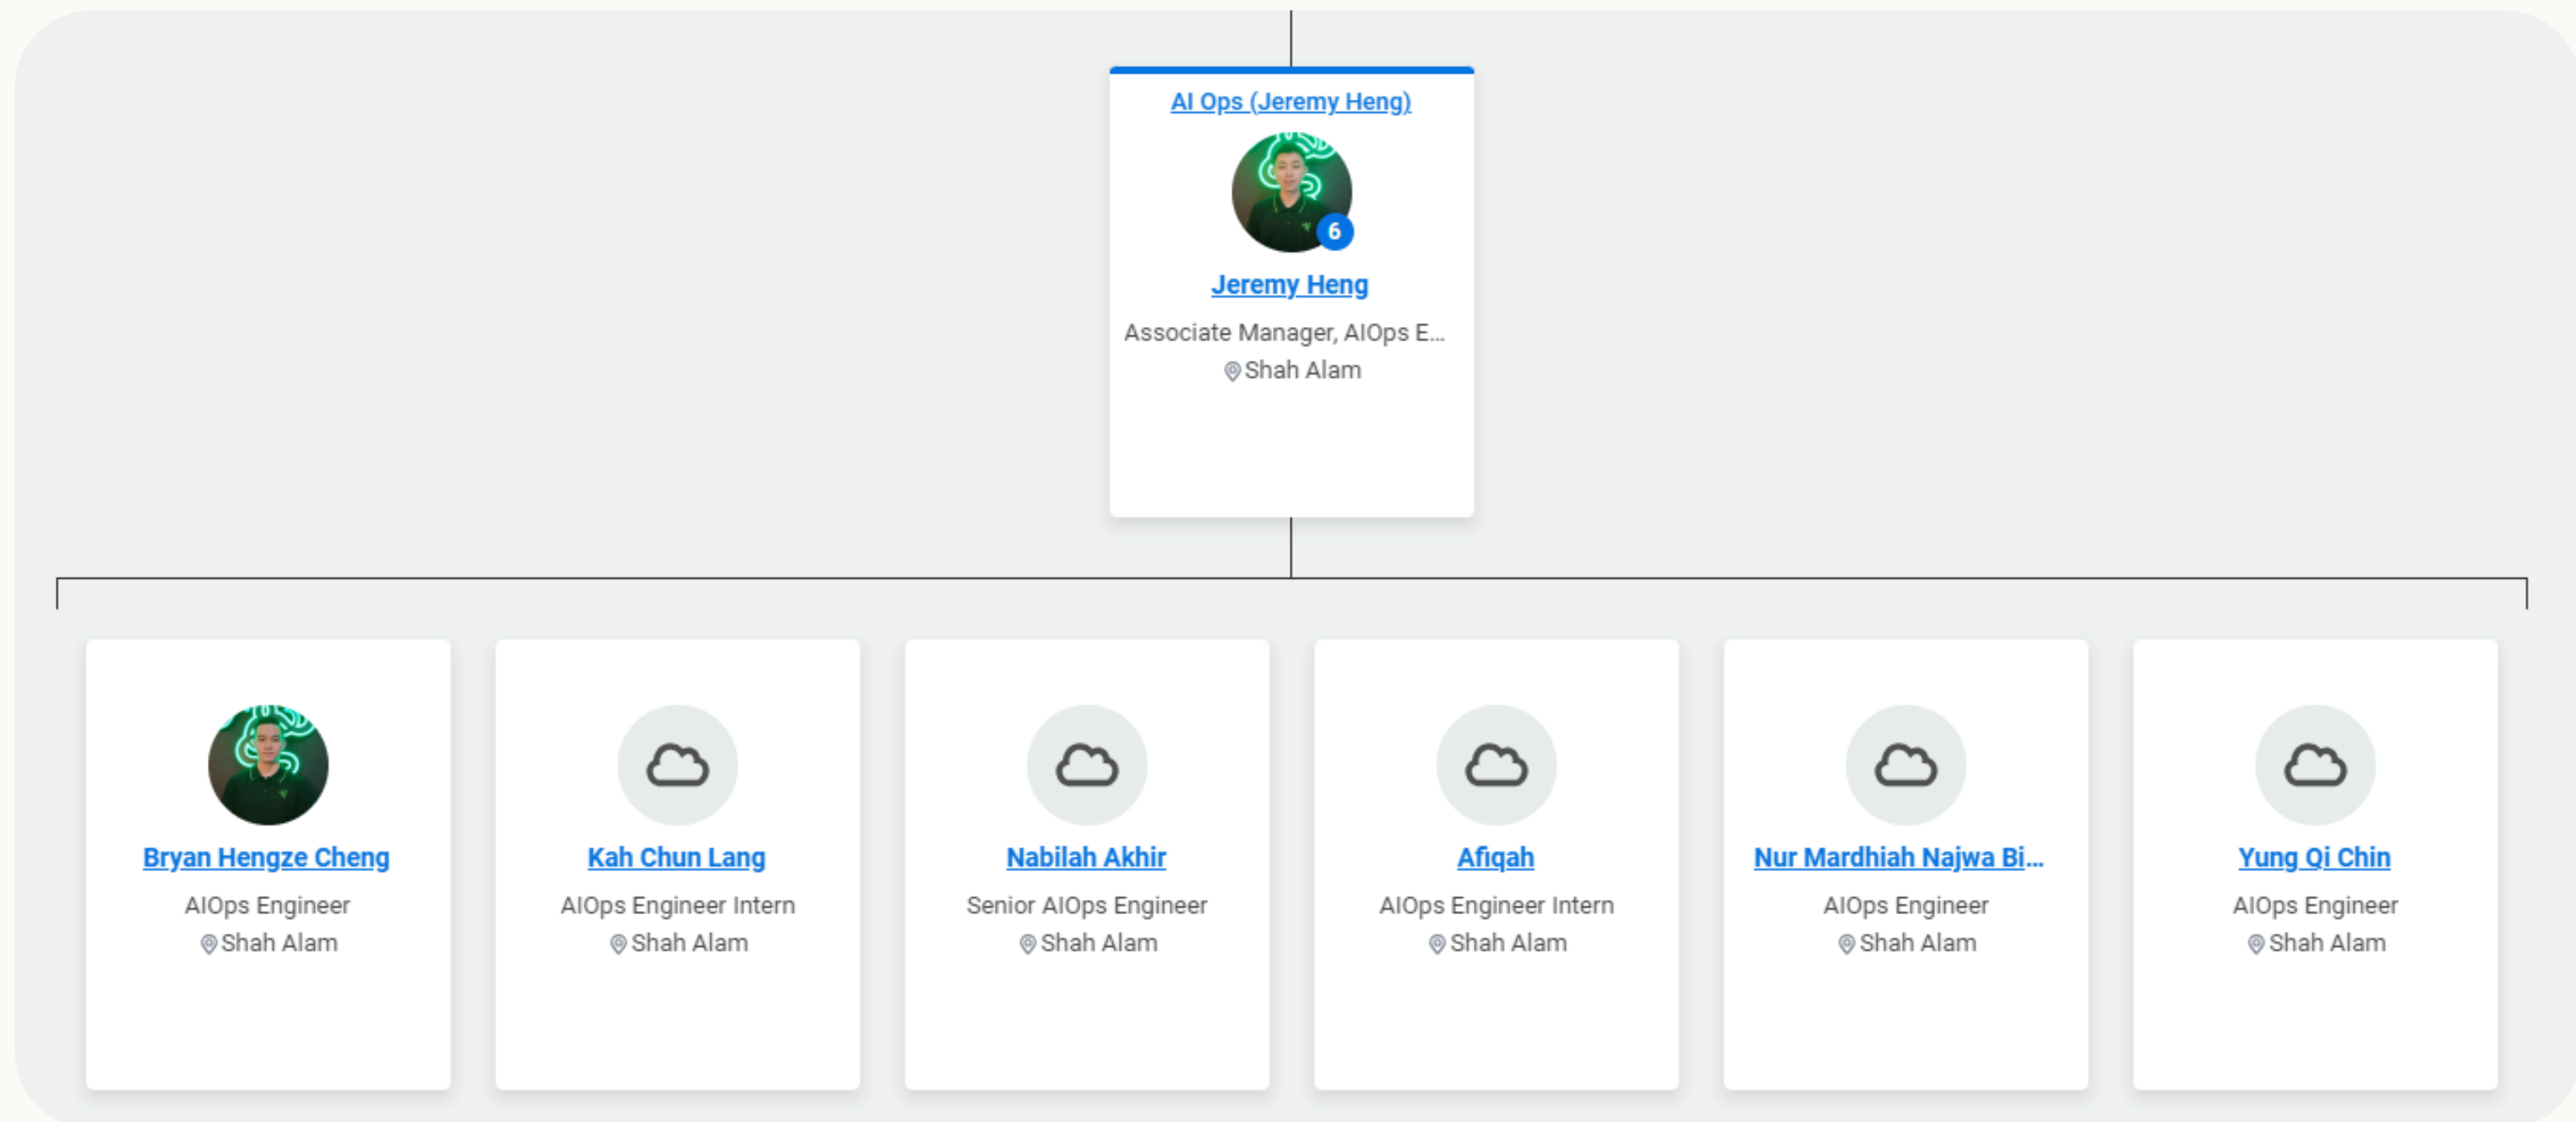 AI Ops (Jeremy Heng)
6
Jeremy Heng
Associate Manager, AIOps E...
Shah Alam
Bryan Hengze Cheng
AIOps Engineer
Shah Alam
Kah Chun Lang
AIOps Engineer Intern
Shah Alam
Nabilah Akhir
Senior AIOps Engineer
Shah Alam
Afiqah
AIOps Engineer Intern
Shah Alam
Nur Mardhiah Najwa Bi...
AIOps Engineer
Shah Alam
Yung Qi Chin
AIOps Engineer
Shah Alam